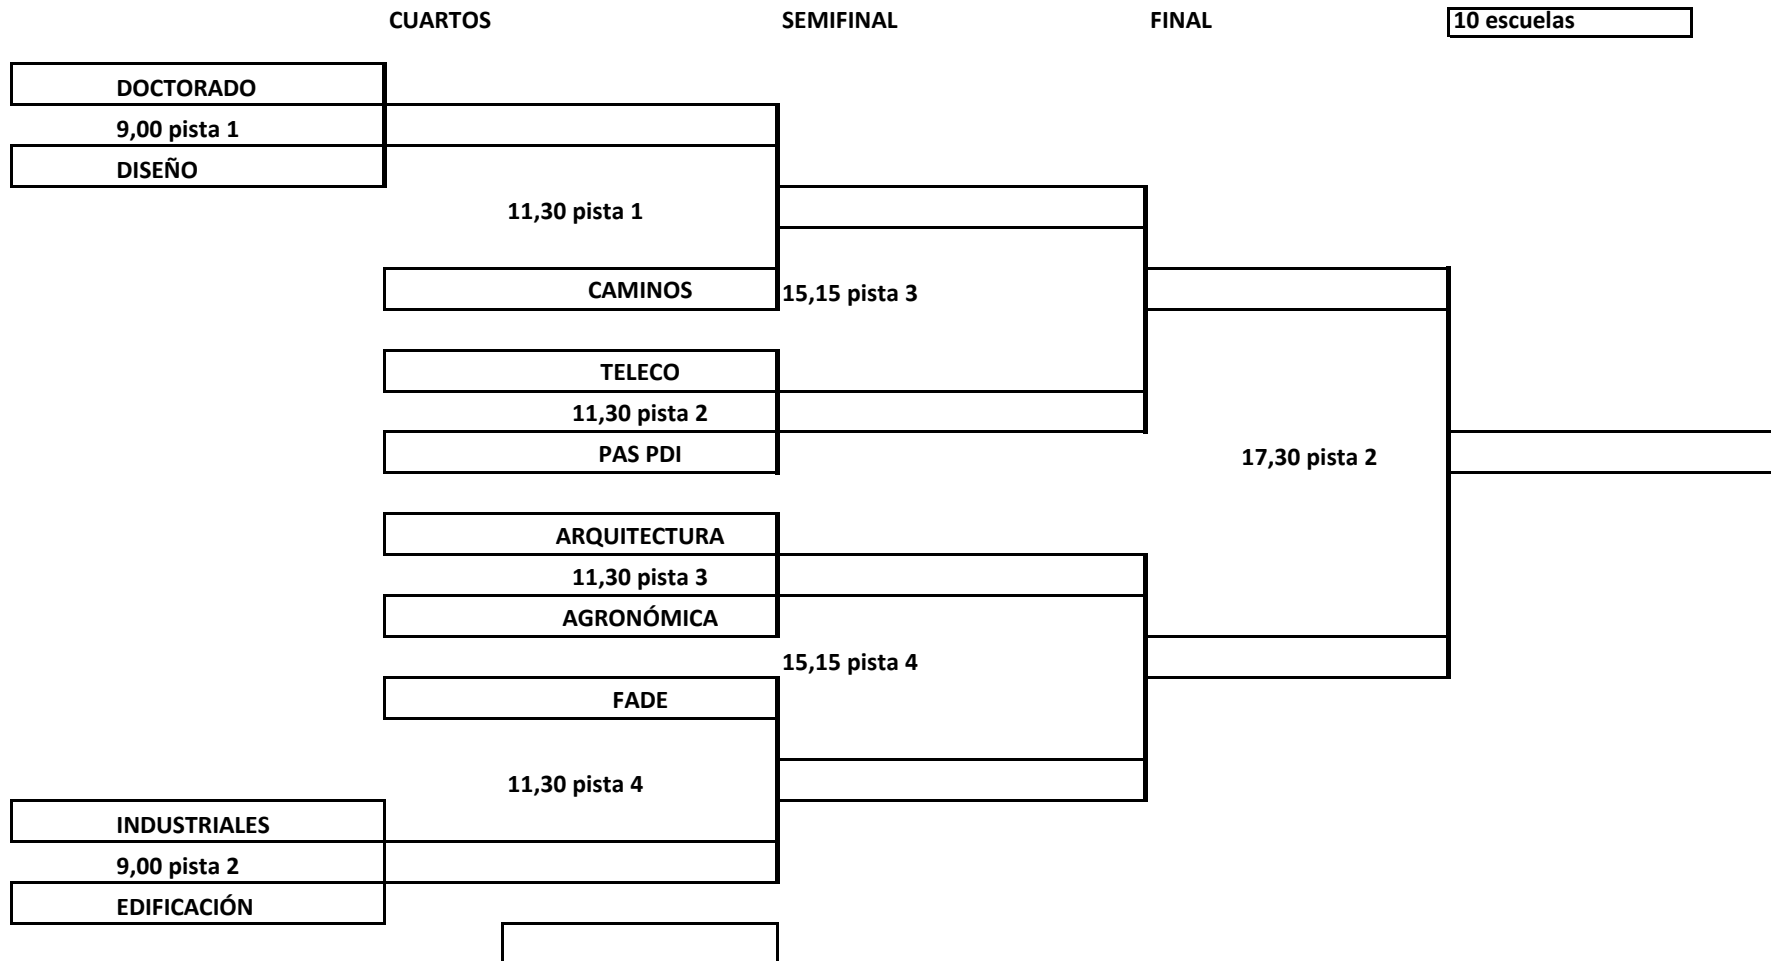 CUARTOS SEMIFINAL FINAL 10 escuelas
DOCTORADO
9,00 pista 1
DISEÑO
11,30 pista 1
CAMINOS
15,15 pista 3
TELECO
11,30 pista 2
PAS PDI
17,30 pista 2
ARQUITECTURA
11,30 pista 3
AGRONÓMICA
15,15 pista 4
FADE
11,30 pista 4
INDUSTRIALES
9,00 pista 2
EDIFICACIÓN